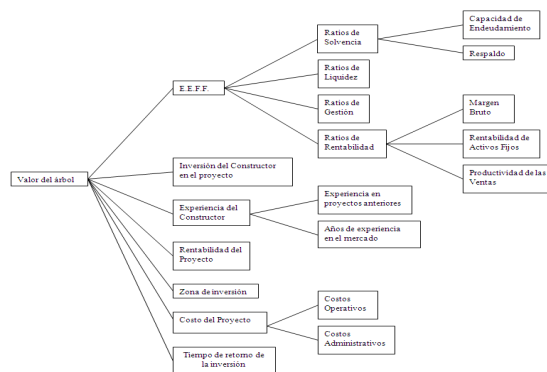 Capacidad de
Endeudamiento
Ratios de
Solvencia
Respaldo
Ratios de
Liquidez
E.E.F.F.
Ratios de
Gestión
Margen
Bruto
Ratios de
Rentabilidad
Rentabilidad de
Activos Fijos
Inversión del Constructor
en el proyecto
Productividad de las
Ventas
Valor del árbol
Experiencia en
proyectos anteriores
Experiencia del
Constructor
Años de experiencia
en el mercado
Rentabilidad del
Proyecto
Zona de inversión
Costos
Operativos
Costo del Proyecto
Costos
Administrativos
Tiempo de retorno de
la inversión